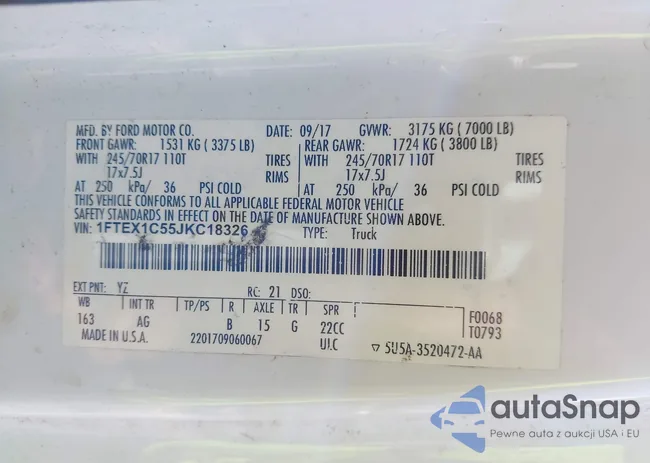 MFD. BY FORD MOTOR CO. DATE: 09/17 GVWR: 3175 KG ( 7000 LB)
FRONT GAWR: 1531 KG ( 3375 LB) REAR GAWR: 1724 KG ( 3800 LB)
WITH 245/70R17 110T TIRES WITH 245/70R17 110T TIRES
17x7.5J RIMS 17x7.5J RIMS
AT 250 kPa/ 36 PSI COLD AT 250 kPa/ 36 PSI COLD
THIS VEHICLE CONFORMS TO ALL APPLICABLE FEDERAL MOTOR VEHICLE
SAFETY STANDARDS IN EFFECT ON THE DATE OF MANUFACTURE SHOWN ABOVE.
VIN: 1FTEX1C55JKC18326 TYPE: Truck
EXT PNT: YZ RC: 21 DSO:
WB INT TR TP/PS R AXLE TR SPR F0068
163 AG B 15 G 22CC T0793
MADE IN U.S.A. 2201709060067 ULC ▽ 5U5A-3520472-AA
autoSnap
Pewne auta z aukcji USA i EU